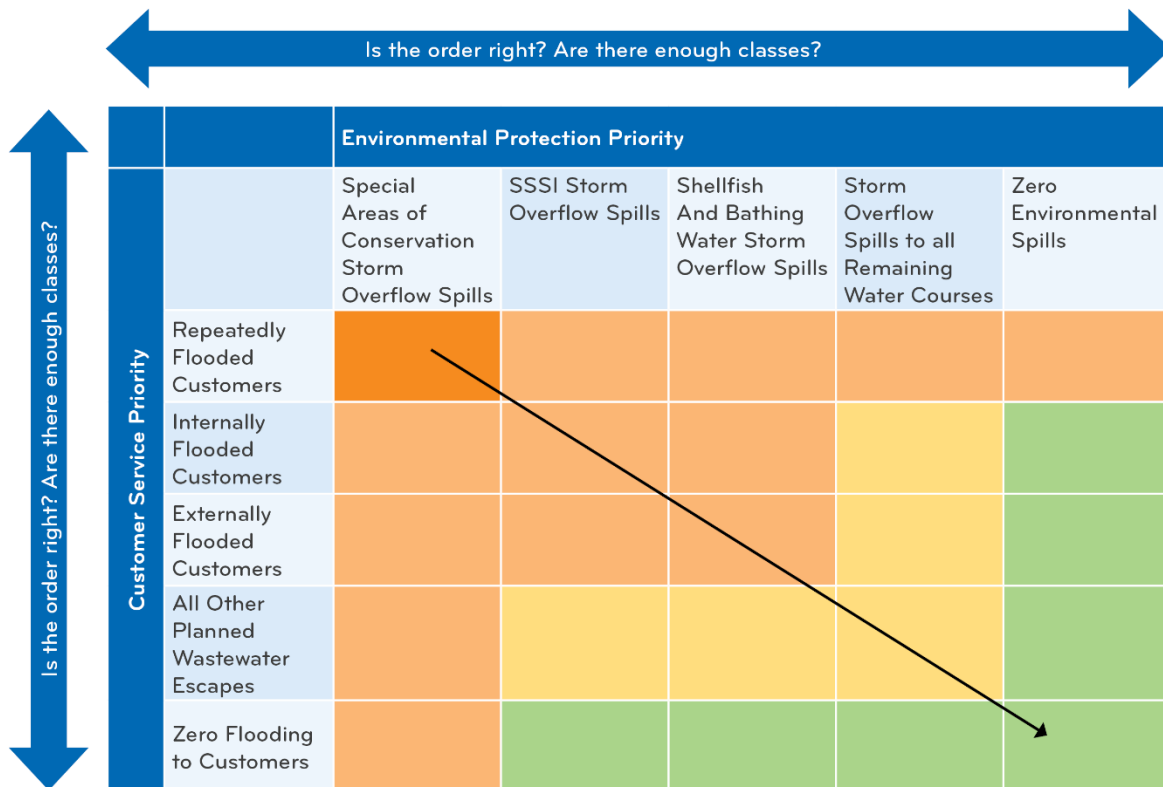 Is the order right? Are there enough classes?
Is the order right? Are there enough classes?
Environmental Protection Priority
Customer Service Priority
Special
Areas of
Conservation
Storm
Overflow Spills
SSSI Storm
Overflow Spills
Shellfish
And Bathing
Water Storm
Overflow Spills
Storm
Overflow
Spills to all
Remaining
Water Courses
Zero
Environmental
Spills
Repeatedly
Flooded
Customers
Internally
Flooded
Customers
Externally
Flooded
Customers
All Other
Planned
Wastewater
Escapes
Zero Flooding
to Customers